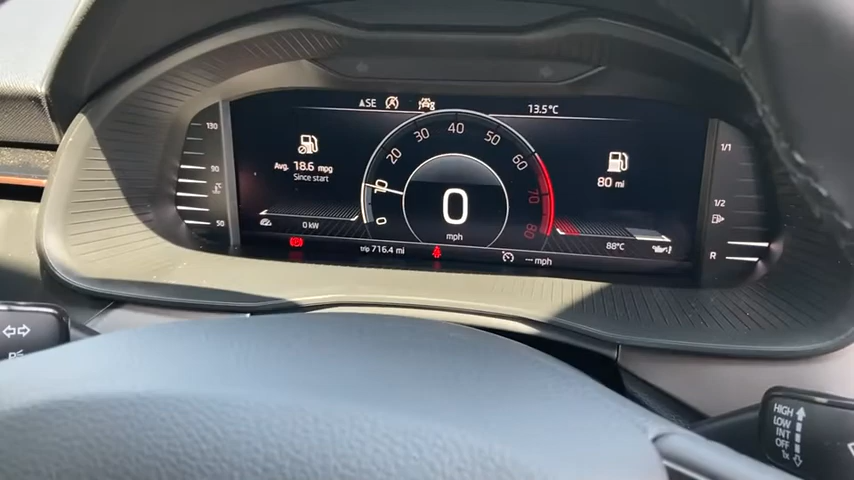 ASE
13.5°C
130
90
50
Avg. 18.6 mpg
Since start
0 kW
0 10 20 30 40 50 60 70 80
0
mph
80 mi
88°C
trip 716.4 mi
--- mph
1/1
1/2
R
HIGH
LOW
INT
OFF
1x